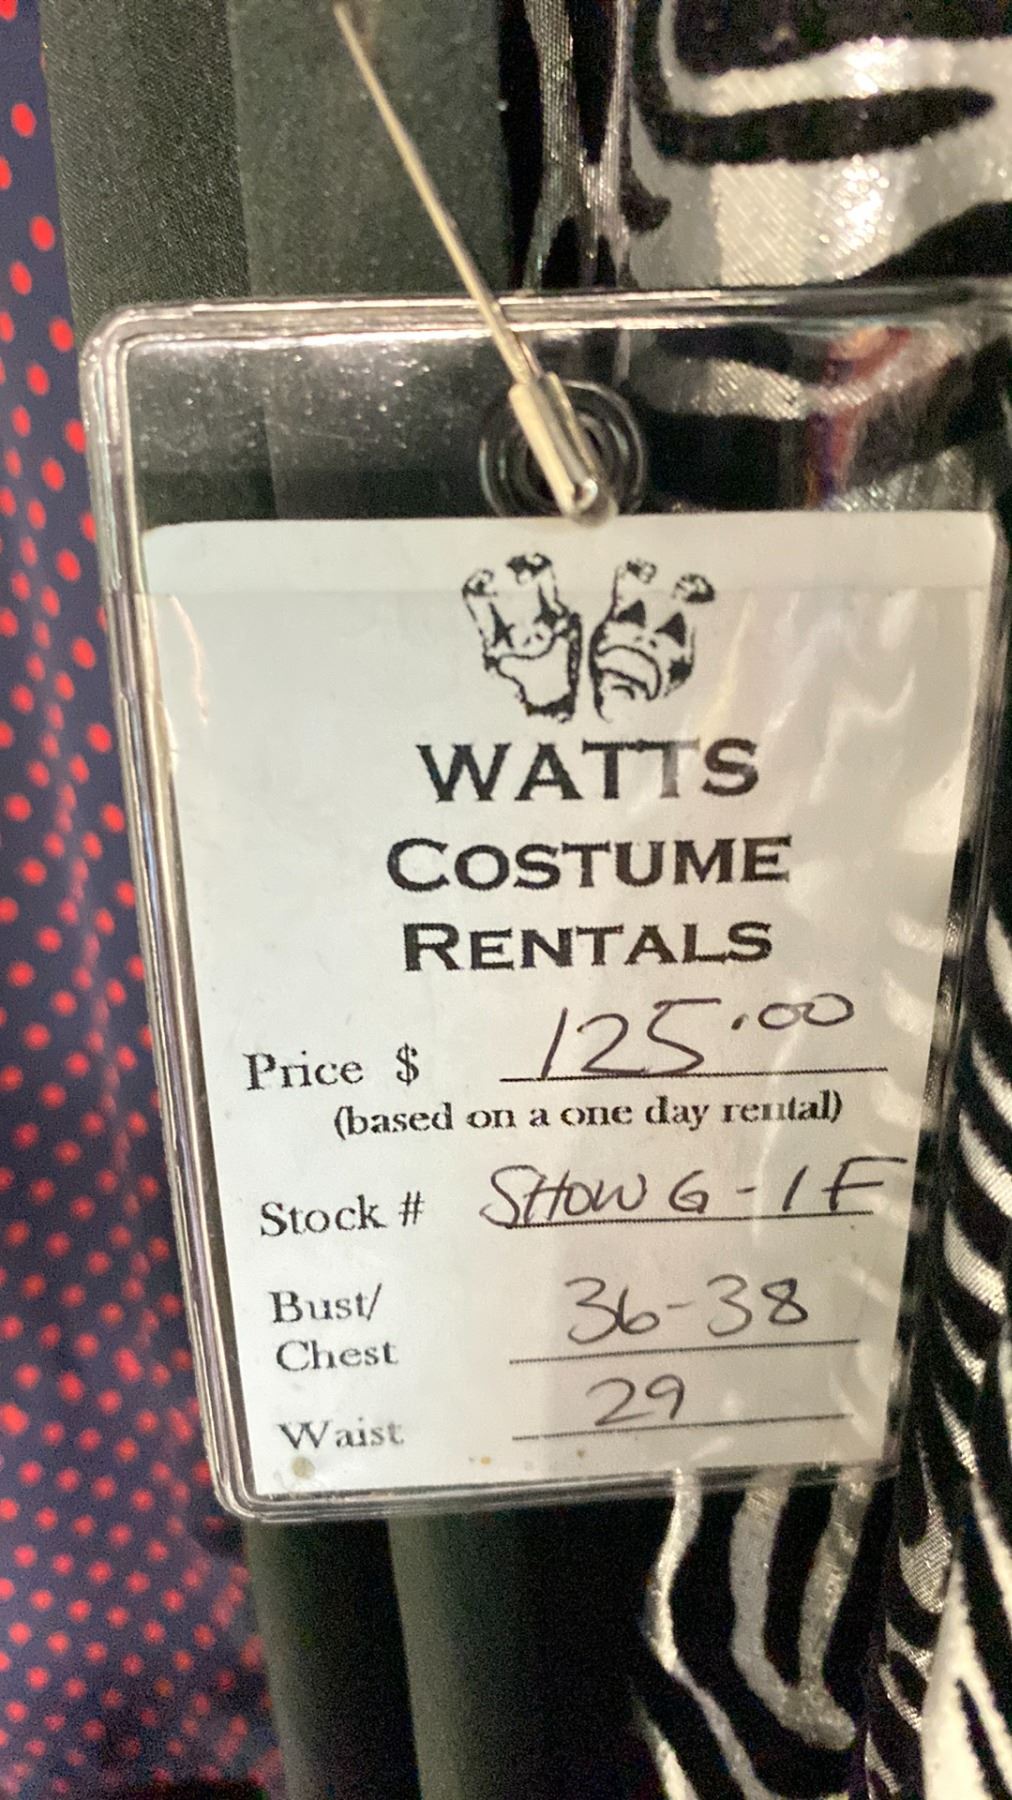 WATTS
COSTUME
RENTALS
Price $ 125.00
(based on a one day rental)
Stock # SHOW G - 1 F
Bust/
Chest 36-38
Waist 29